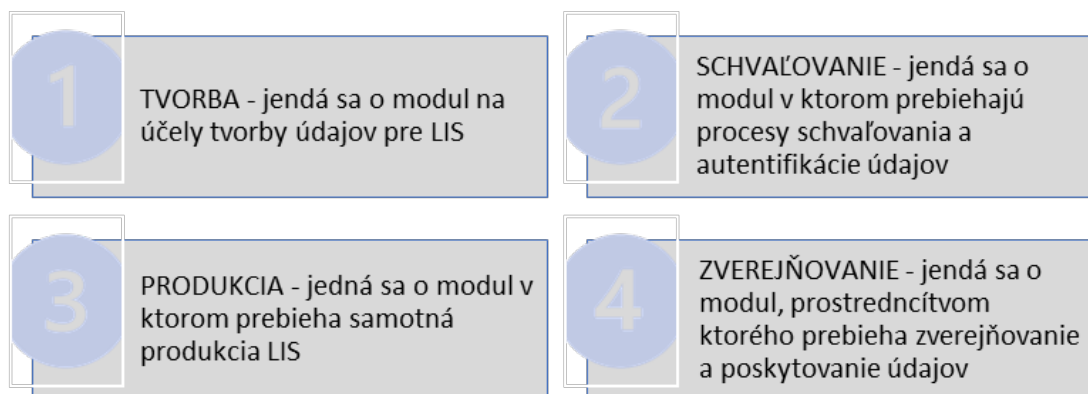 1
TVORBA - jendá sa o modul na
účely tvorby údajov pre LIS
2
SCHVAĽOVANIE - jendá sa o
modul v ktorom prebiehajú
procesy schvaľovania a
autentifikácie údajov
3
PRODUKCIA - jedná sa o modul v
ktorom prebieha samotná
produkcia LIS
4
ZVEREJŇOVANIE - jendá sa o
modul, prostredncítvom
ktorého prebieha zverejňovanie
a poskytovanie údajov